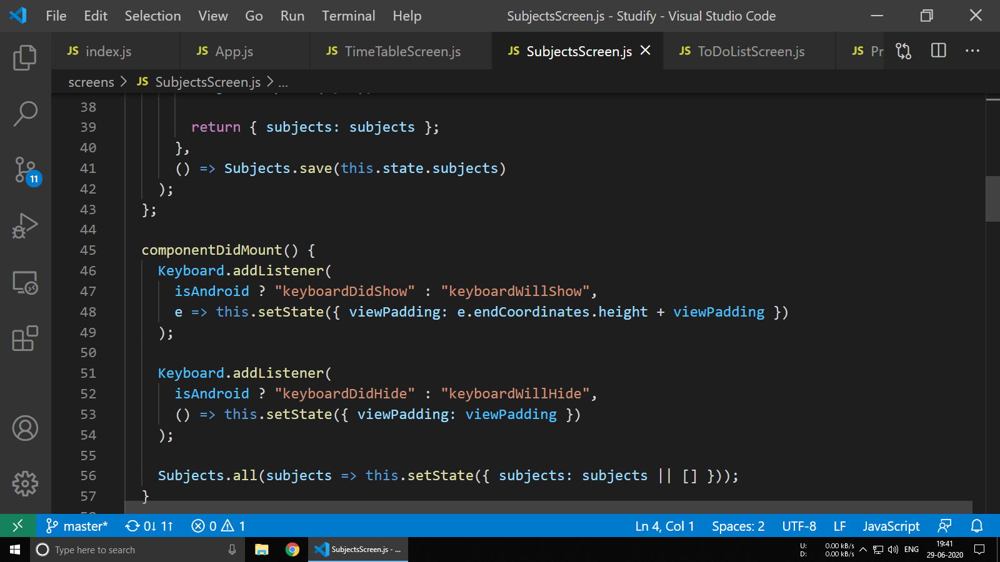 File Edit Selection View Go Run Terminal Help SubjectsScreen.js - Studify - Visual Studio Code
JS index.js JS App.js JS TimeTableScreen.js JS SubjectsScreen.js JS ToDoListScreen.js JS Pr
screens > JS SubjectsScreen.js > ...
38
39 return { subjects: subjects };
40 },
41 () => Subjects.save(this.state.subjects)
42 );
43 };
44
45 componentDidMount() {
46 Keyboard.addListener(
47 isAndroid ? "keyboardDidShow" : "keyboardWillShow",
48 e => this.setState({ viewPadding: e.endCoordinates.height + viewPadding })
49 );
50
51 Keyboard.addListener(
52 isAndroid ? "keyboardDidHide" : "keyboardWillHide",
53 () => this.setState({ viewPadding: viewPadding })
54 );
55
56 Subjects.all(subjects => this.setState({ subjects: subjects || [] }));
57 }
11
master* 0↓ 1↑ 0 1 Ln 4, Col 1 Spaces: 2 UTF-8 LF JavaScript
Type here to search SubjectsScreen.js - ... U: 0.00 kB/s D: 0.00 kB/s ENG 19:41 29-06-2020